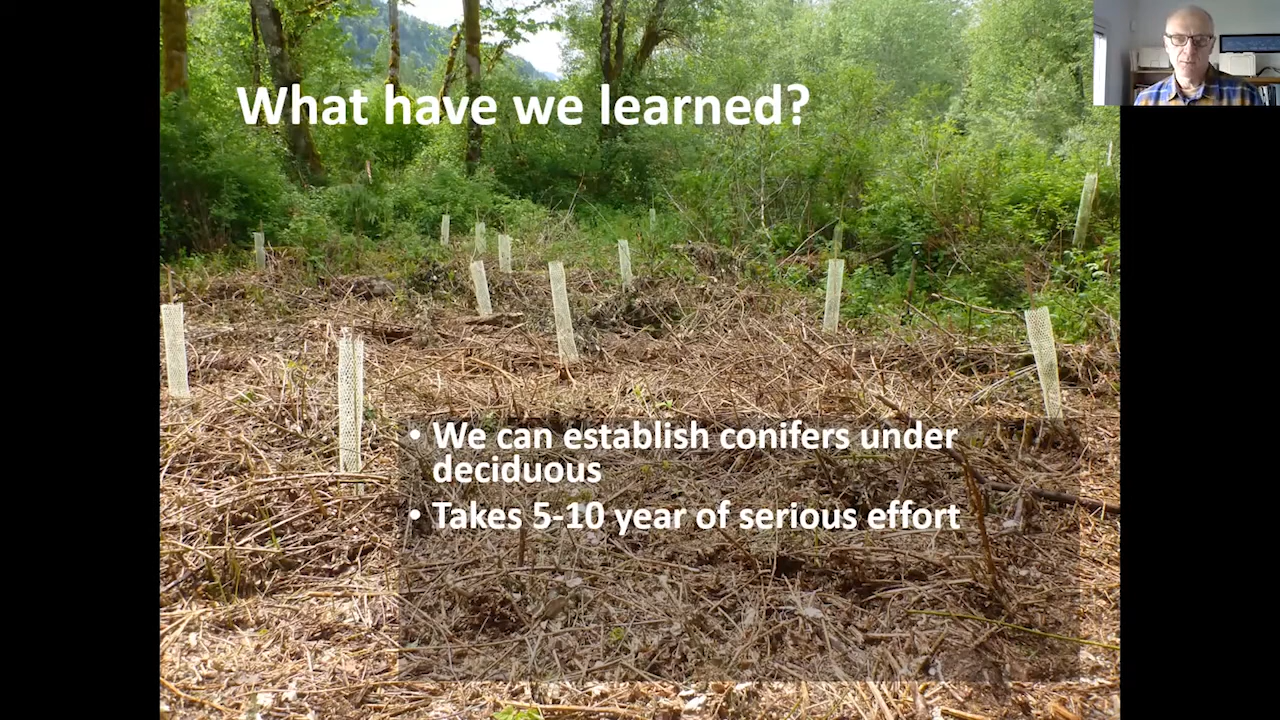 What have we learned?
• We can establish conifers under
deciduous
• Takes 5-10 year of serious effort